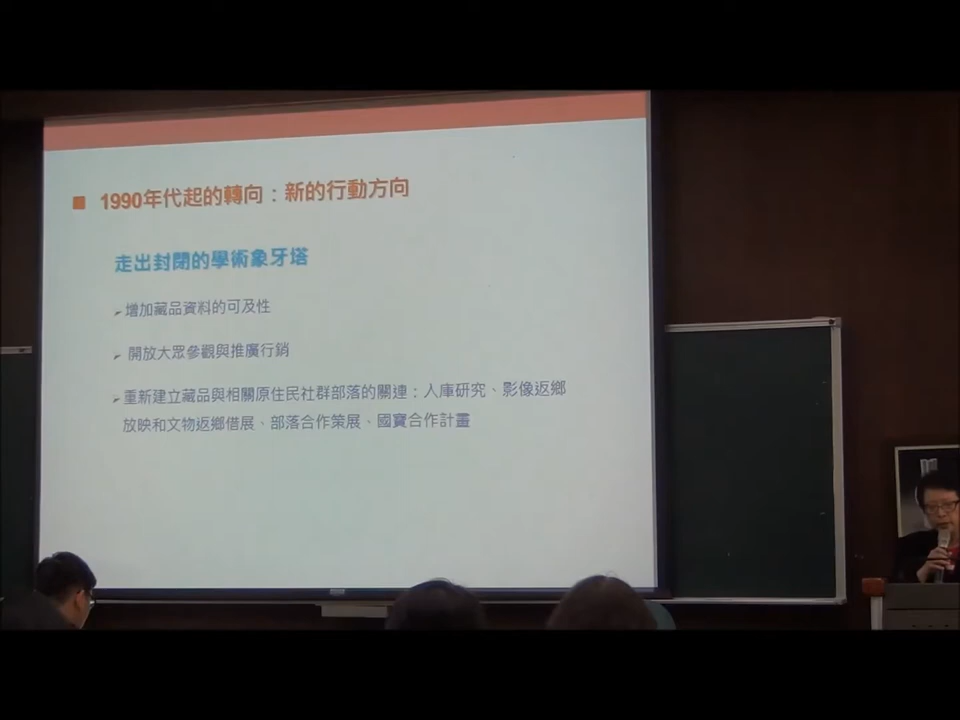 ■ 1990年代起的轉向：新的行動方向
走出封閉的學術象牙塔
➢增加藏品資料的可及性
➢ 開放大眾參觀與推廣行銷
➢重新建立藏品與相關原住民社群部落的關連：入庫研究、影像返鄉
放映和文物返鄉借展、部落合作策展、國寶合作計畫